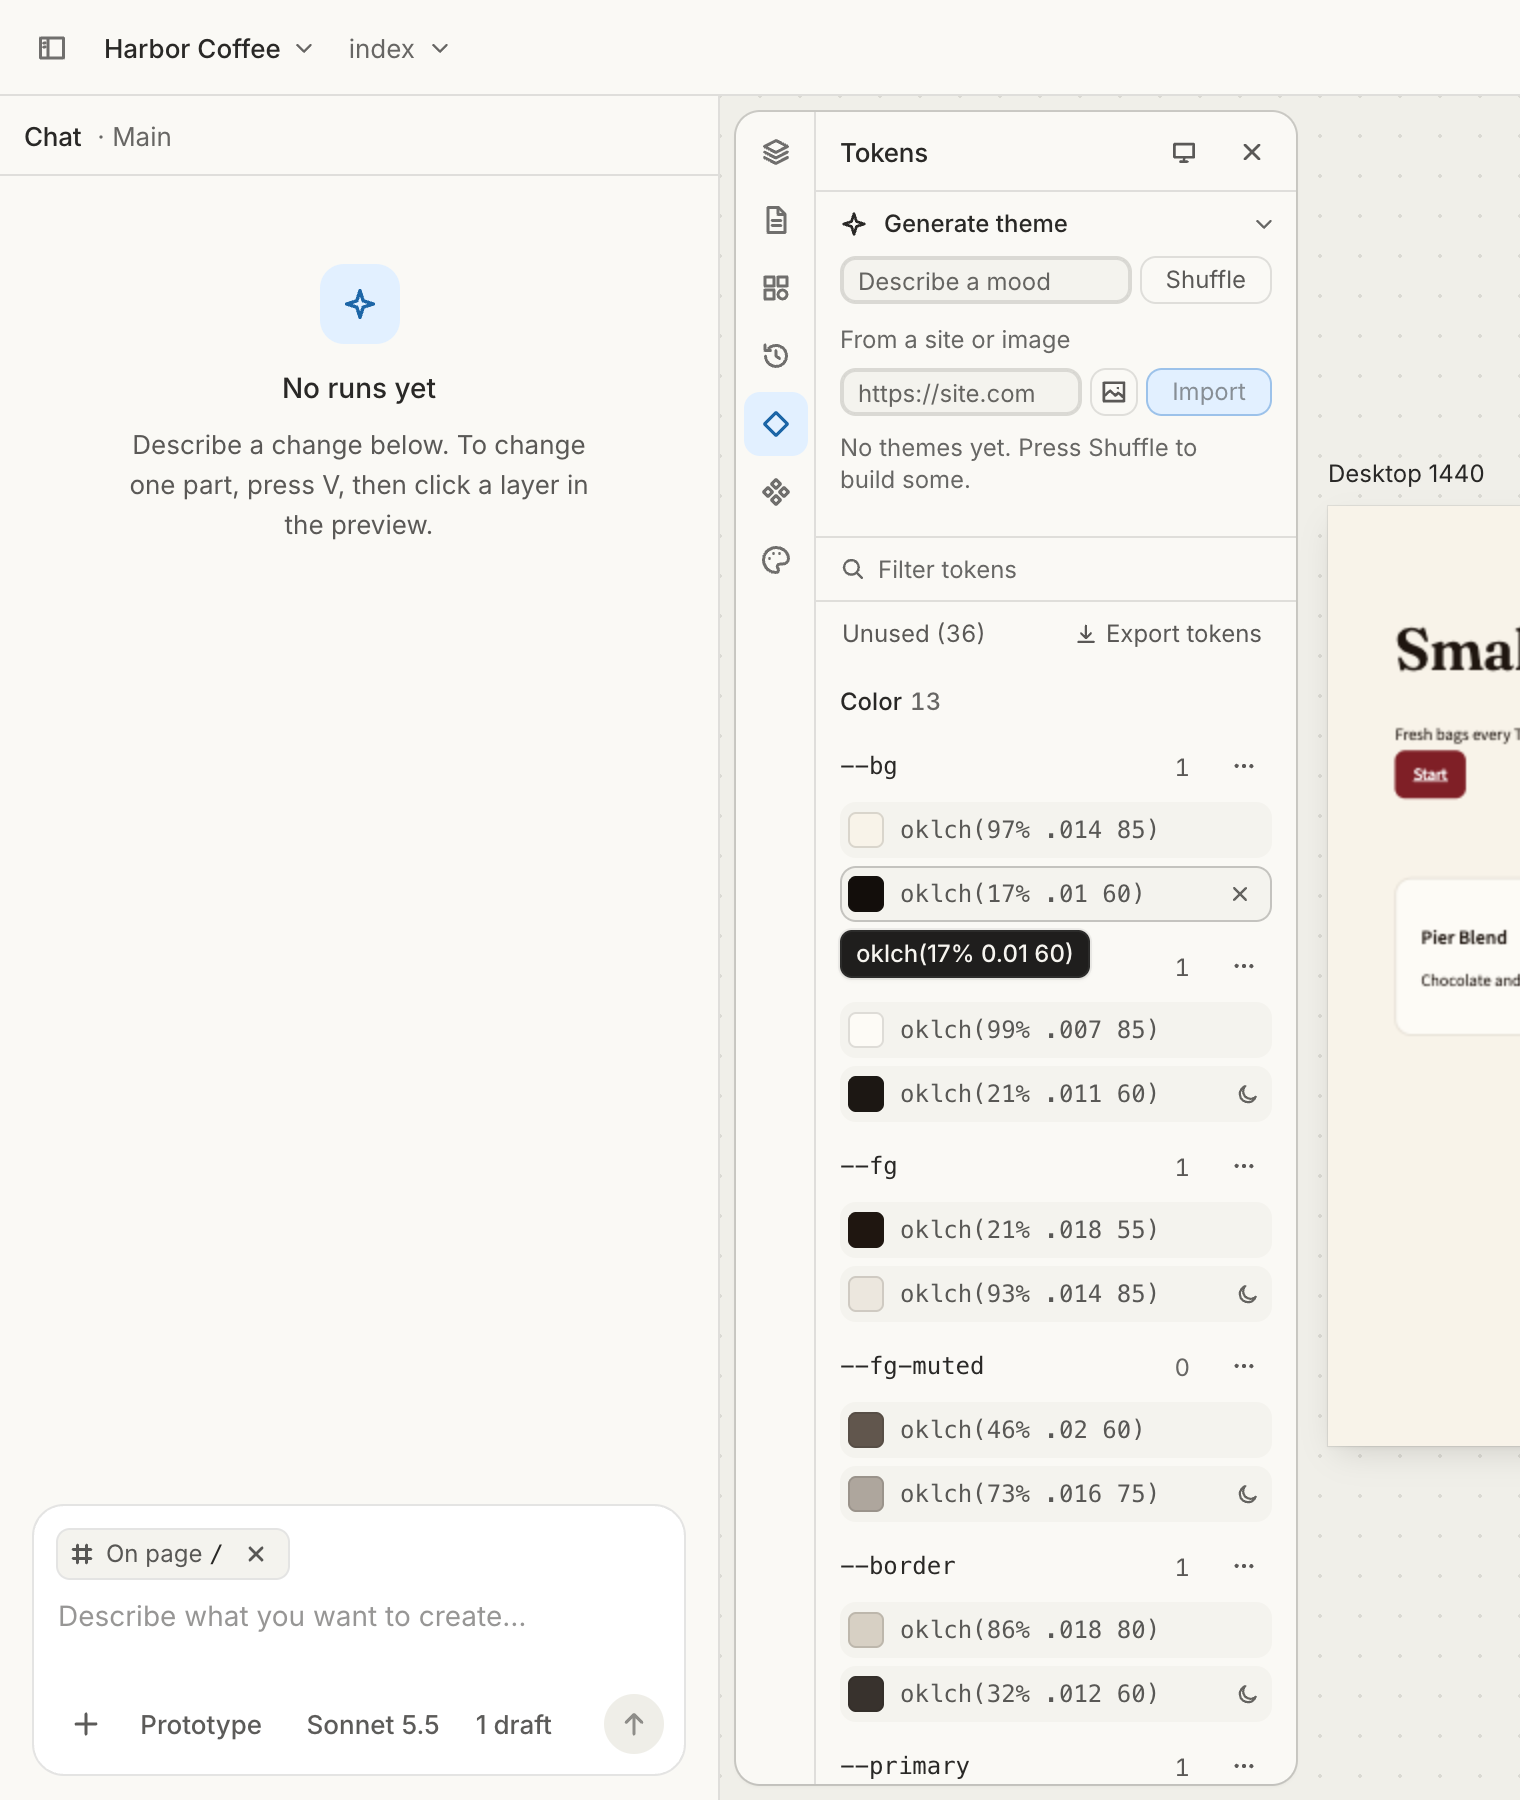 Harbor Coffee
index
Chat · Main
No runs yet
Describe a change below. To change
one part, press V, then click a layer in
the preview.
On page /
Describe what you want to create...
Prototype
Sonnet 5.5
1 draft
Tokens
Generate theme
Describe a mood
Shuffle
From a site or image
https://site.com
Import
No themes yet. Press Shuffle to
build some.
Filter tokens
Unused (36)
Export tokens
Color 13
--bg 1
oklch(97% .014 85)
oklch(17% .01 60)
oklch(17% 0.01 60)
1
oklch(99% .007 85)
oklch(21% .011 60)
--fg 1
oklch(21% .018 55)
oklch(93% .014 85)
--fg-muted 0
oklch(46% .02 60)
oklch(73% .016 75)
--border 1
oklch(86% .018 80)
oklch(32% .012 60)
--primary 1
Desktop 1440
Fresh bags every
Start
Pier Blend
Chocolate and